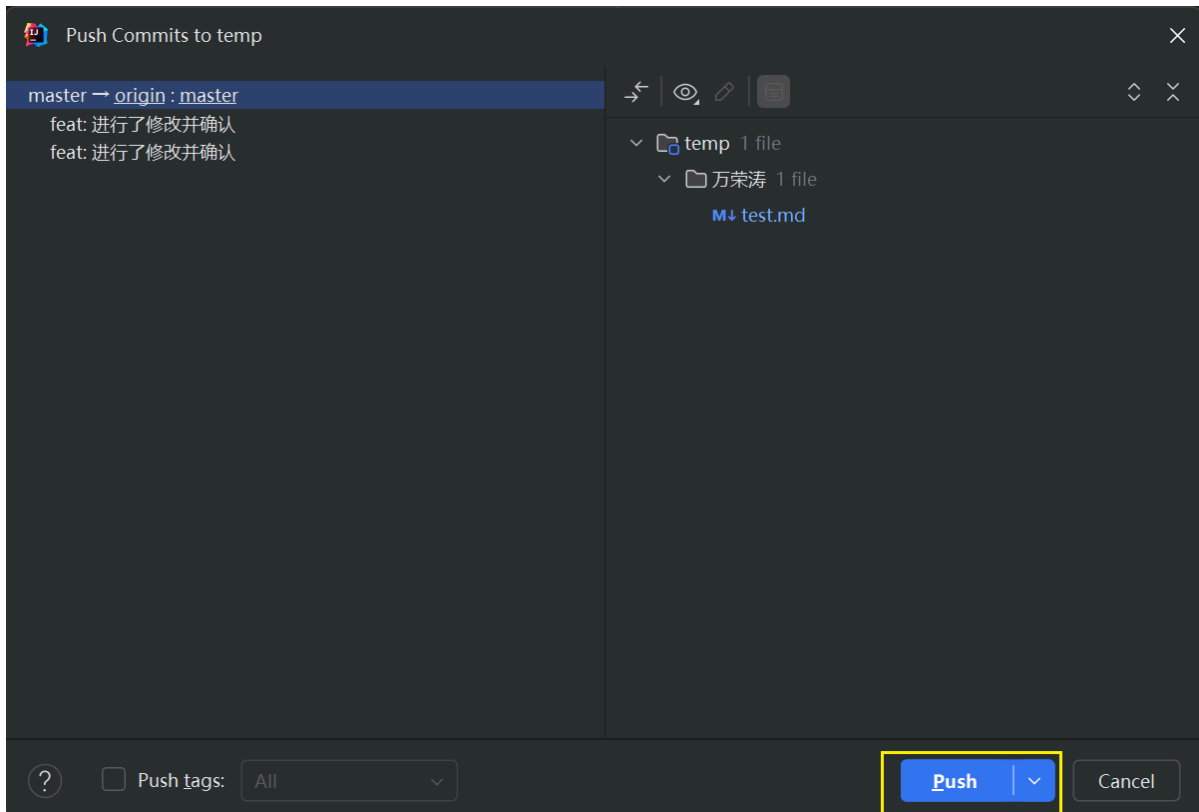 Push Commits to temp
master → origin : master
feat: 进行了修改并确认
feat: 进行了修改并确认
temp 1 file
万荣涛 1 file
M↓ test.md
? Push tags: All
Push
Cancel